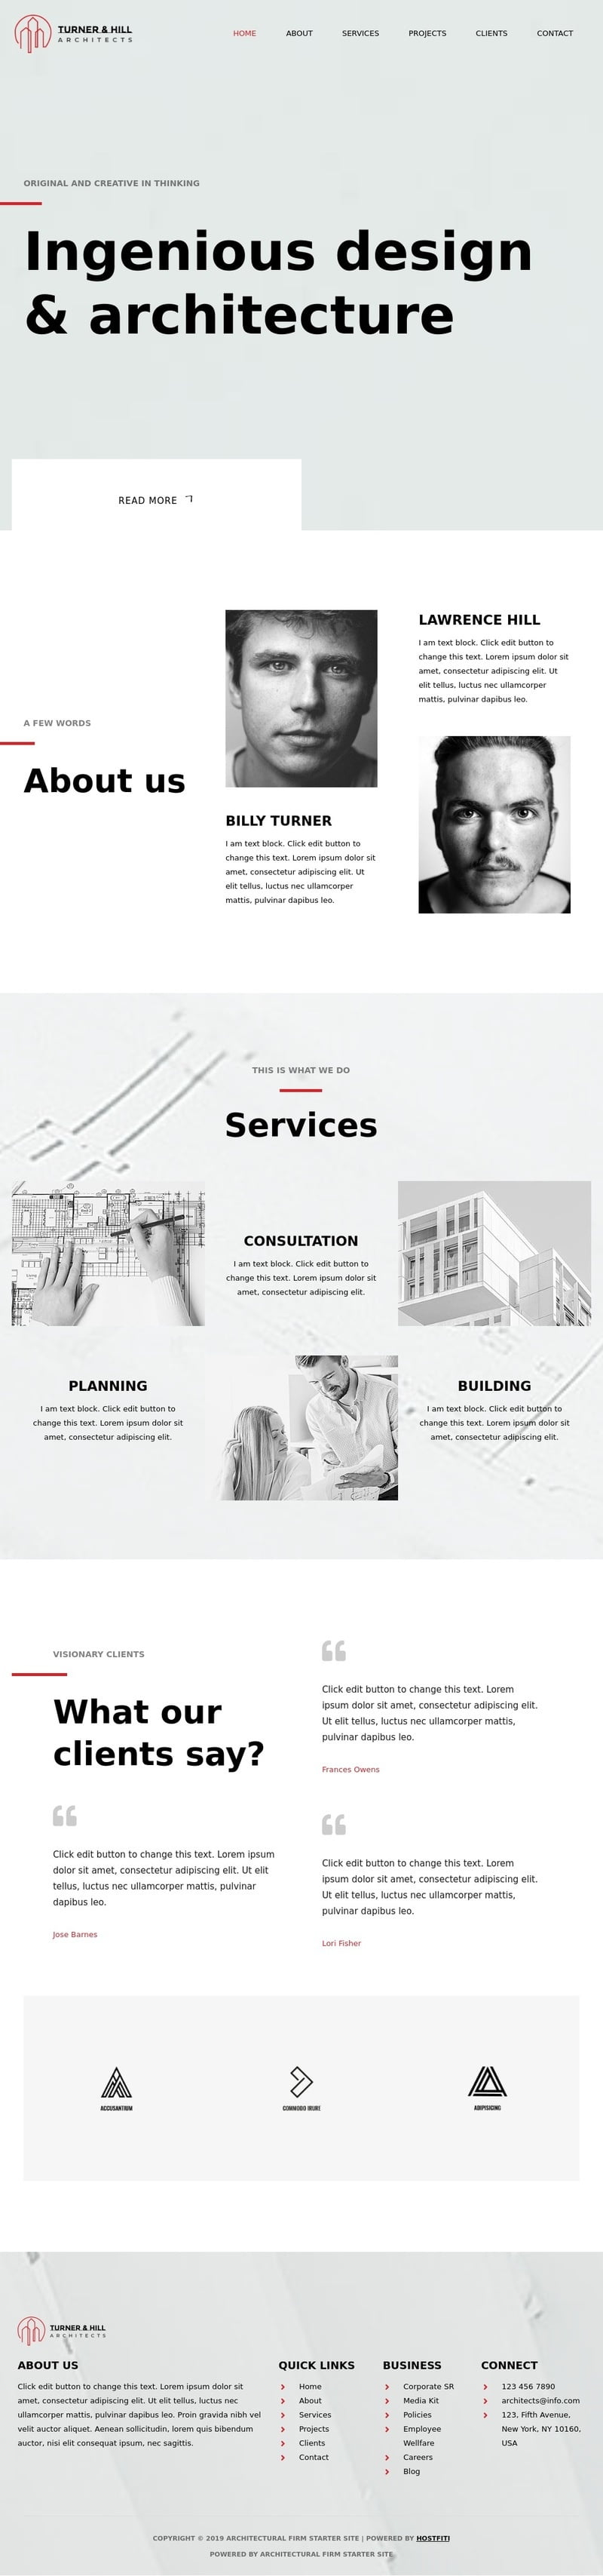 TURNER & HILL
ARCHITECTS
HOME
ABOUT
SERVICES
PROJECTS
CLIENTS
CONTACT
ORIGINAL AND CREATIVE IN THINKING
Ingenious design
& architecture
READ MORE
A FEW WORDS
About us
BILLY TURNER
I am text block. Click edit button to
change this text. Lorem ipsum dolor sit
amet, consectetur adipiscing elit. Ut
elit tellus, luctus nec ullamcorper
mattis, pulvinar dapibus leo.
LAWRENCE HILL
I am text block. Click edit button to
change this text. Lorem ipsum dolor sit
amet, consectetur adipiscing elit. Ut
elit tellus, luctus nec ullamcorper
mattis, pulvinar dapibus leo.
THIS IS WHAT WE DO
Services
CONSULTATION
I am text block. Click edit button to
change this text. Lorem ipsum dolor sit
amet, consectetur adipiscing elit.
PLANNING
I am text block. Click edit button to
change this text. Lorem ipsum dolor sit
amet, consectetur adipiscing elit.
BUILDING
I am text block. Click edit button to
change this text. Lorem ipsum dolor sit
amet, consectetur adipiscing elit.
VISIONARY CLIENTS
What our
clients say?
Click edit button to change this text. Lorem ipsum
dolor sit amet, consectetur adipiscing elit. Ut elit
tellus, luctus nec ullamcorper mattis, pulvinar
dapibus leo.
Jose Barnes
Click edit button to change this text. Lorem
ipsum dolor sit amet, consectetur adipiscing elit.
Ut elit tellus, luctus nec ullamcorper mattis,
pulvinar dapibus leo.
Frances Owens
Click edit button to change this text. Lorem
ipsum dolor sit amet, consectetur adipiscing elit.
Ut elit tellus, luctus nec ullamcorper mattis,
pulvinar dapibus leo.
Lori Fisher
ACCUSANTIUM
COMMODO IRURE
ADIPISICING
TURNER & HILL
ARCHITECTS
ABOUT US
Click edit button to change this text. Lorem ipsum dolor sit
amet, consectetur adipiscing elit. Ut elit tellus, luctus nec
ullamcorper mattis, pulvinar dapibus leo. Proin gravida nibh vel
velit auctor aliquet. Aenean sollicitudin, lorem quis bibendum
auctor, nisi elit consequat ipsum, nec sagittis.
QUICK LINKS
Home
About
Services
Projects
Clients
Contact
BUSINESS
Corporate SR
Media Kit
Policies
Employee
Wellfare
Careers
Blog
CONNECT
123 456 7890
architects@info.com
123, Fifth Avenue,
New York, NY 10160,
USA
COPYRIGHT © 2019 ARCHITECTURAL FIRM STARTER SITE | POWERED BY HOSTFITI
POWERED BY ARCHITECTURAL FIRM STARTER SITE